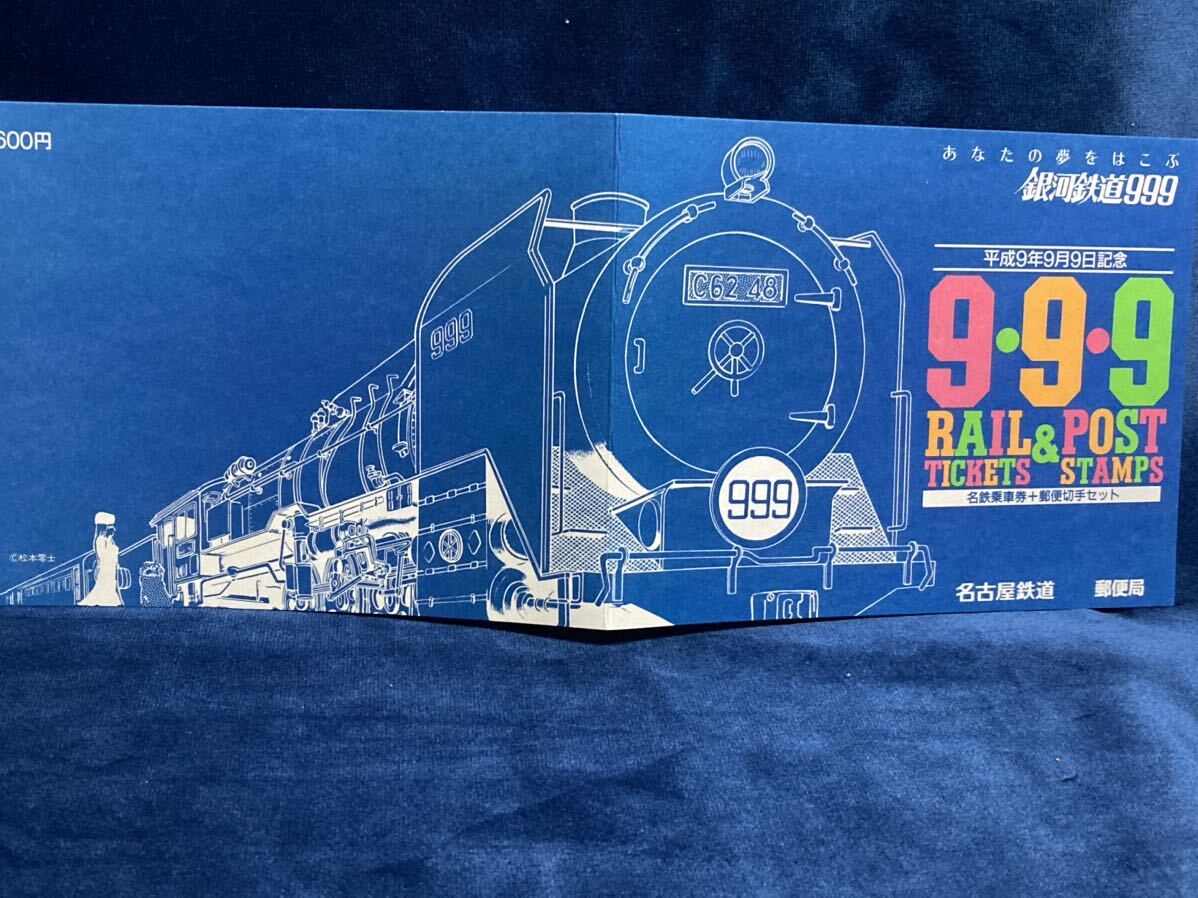 600円
あなたの夢をはこぶ
銀河鉄道999
平成9年9月9日記念
9・9・9
RAIL & POST
TICKETS STAMPS
名鉄乗車券＋郵便切手セット
名古屋鉄道 郵便局
C62 48
999
999
©松本零士